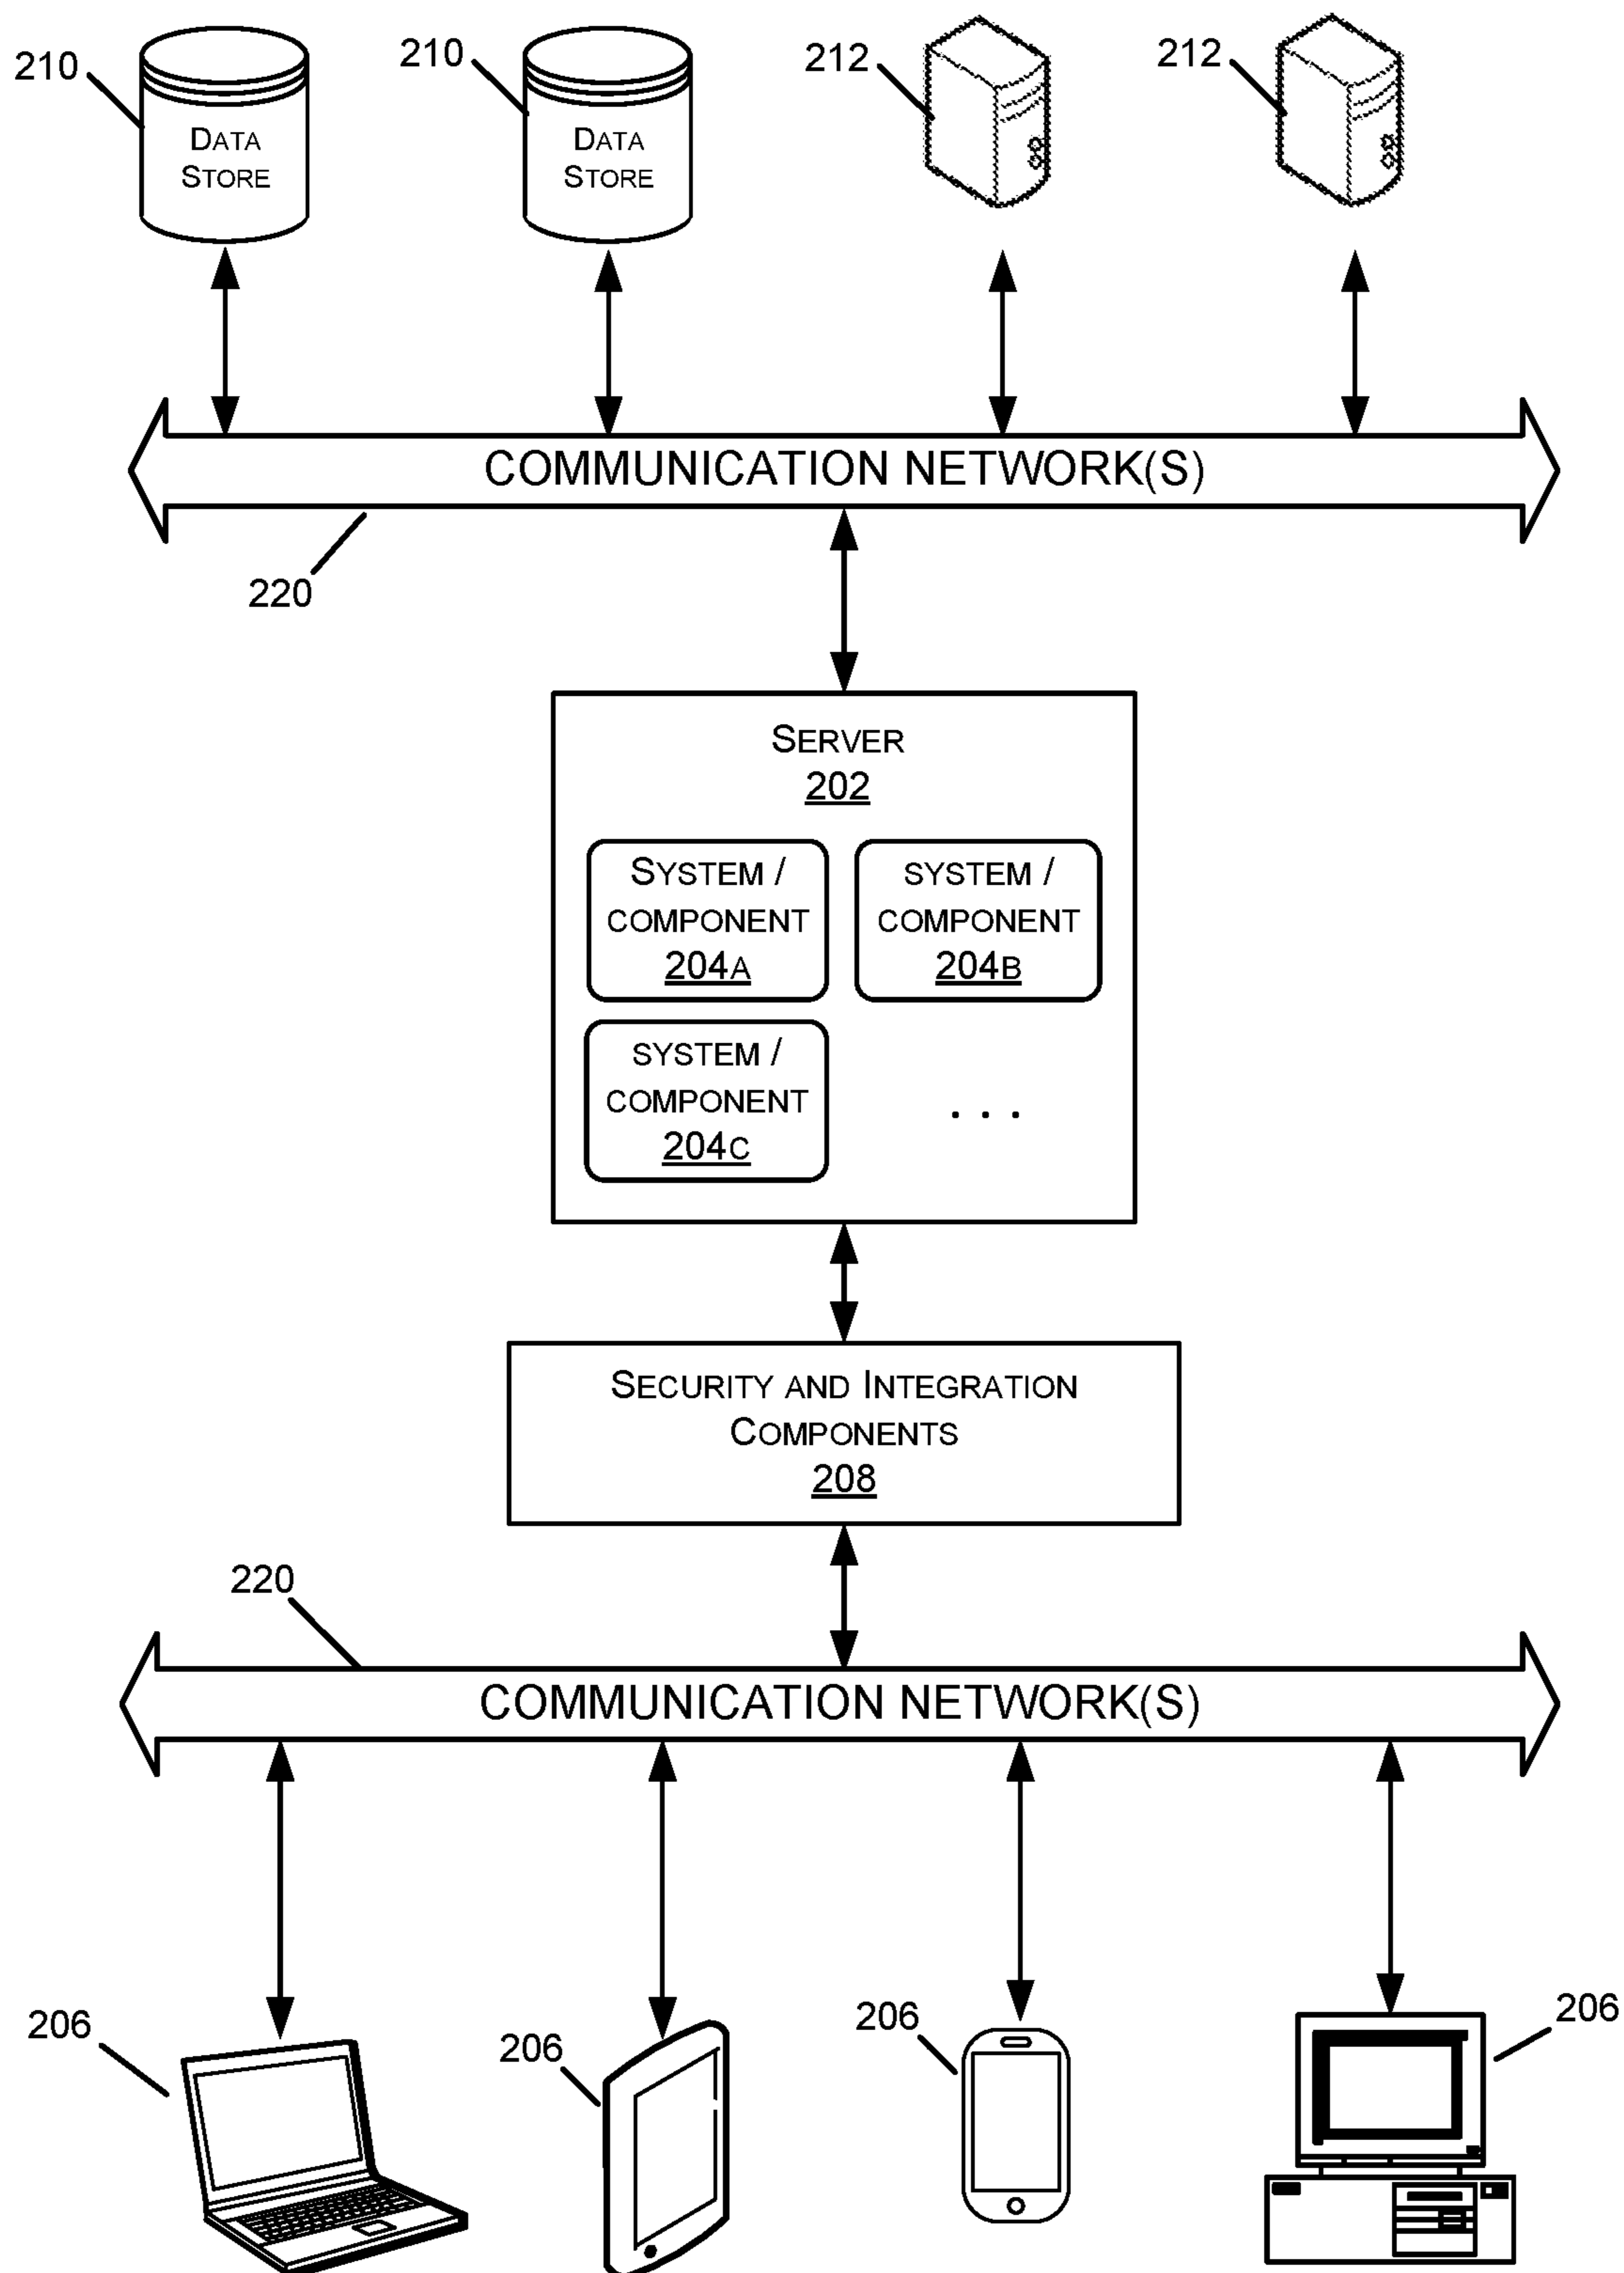 210
210
212
212
DATA
STORE
DATA
STORE
COMMUNICATION NETWORK(S)
220
SERVER
202
SYSTEM /
COMPONENT
204A
SYSTEM /
COMPONENT
204B
SYSTEM /
COMPONENT
204C
. . .
SECURITY AND INTEGRATION
COMPONENTS
208
220
COMMUNICATION NETWORK(S)
206
206
206
206